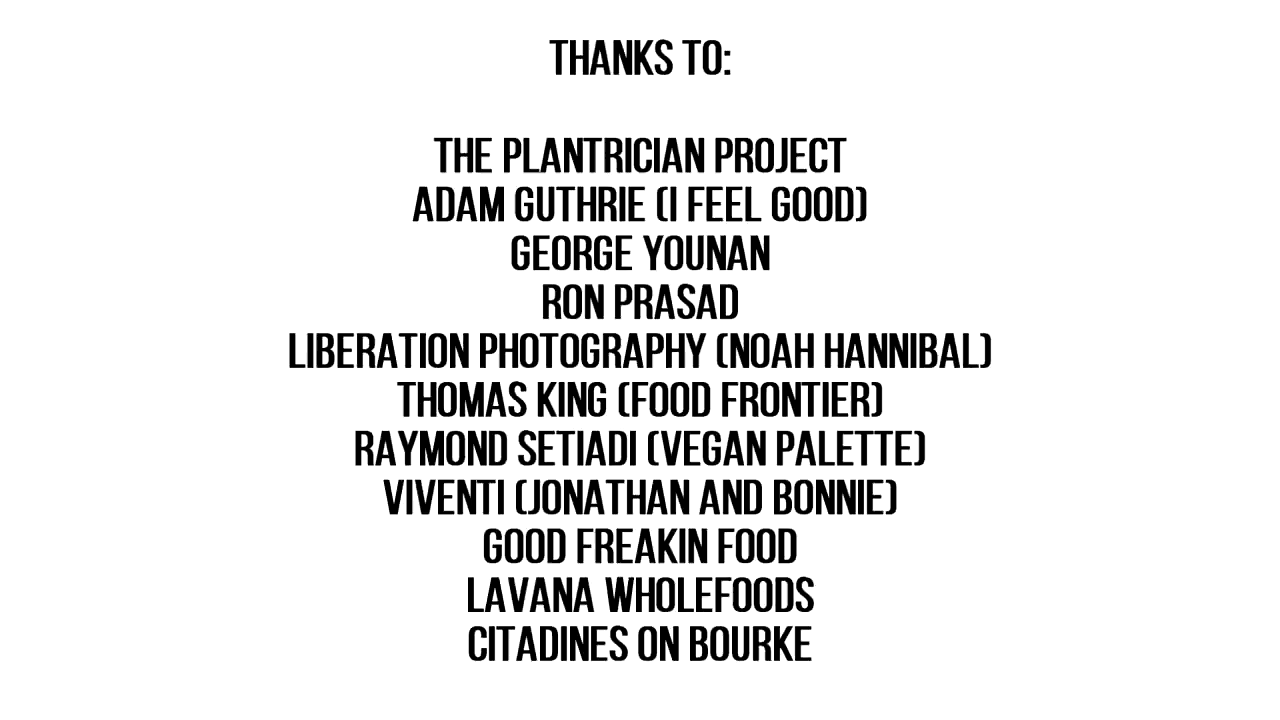 THANKS TO:
THE PLANTRICIAN PROJECT
ADAM GUTHRIE (I FEEL GOOD)
GEORGE YOUNAN
RON PRASAD
LIBERATION PHOTOGRAPHY (NOAH HANNIBAL)
THOMAS KING (FOOD FRONTIER)
RAYMOND SETIADI (VEGAN PALETTE)
VIVENTI (JONATHAN AND BONNIE)
GOOD FREAKIN FOOD
LAVANA WHOLEFOODS
CITADINES ON BOURKE